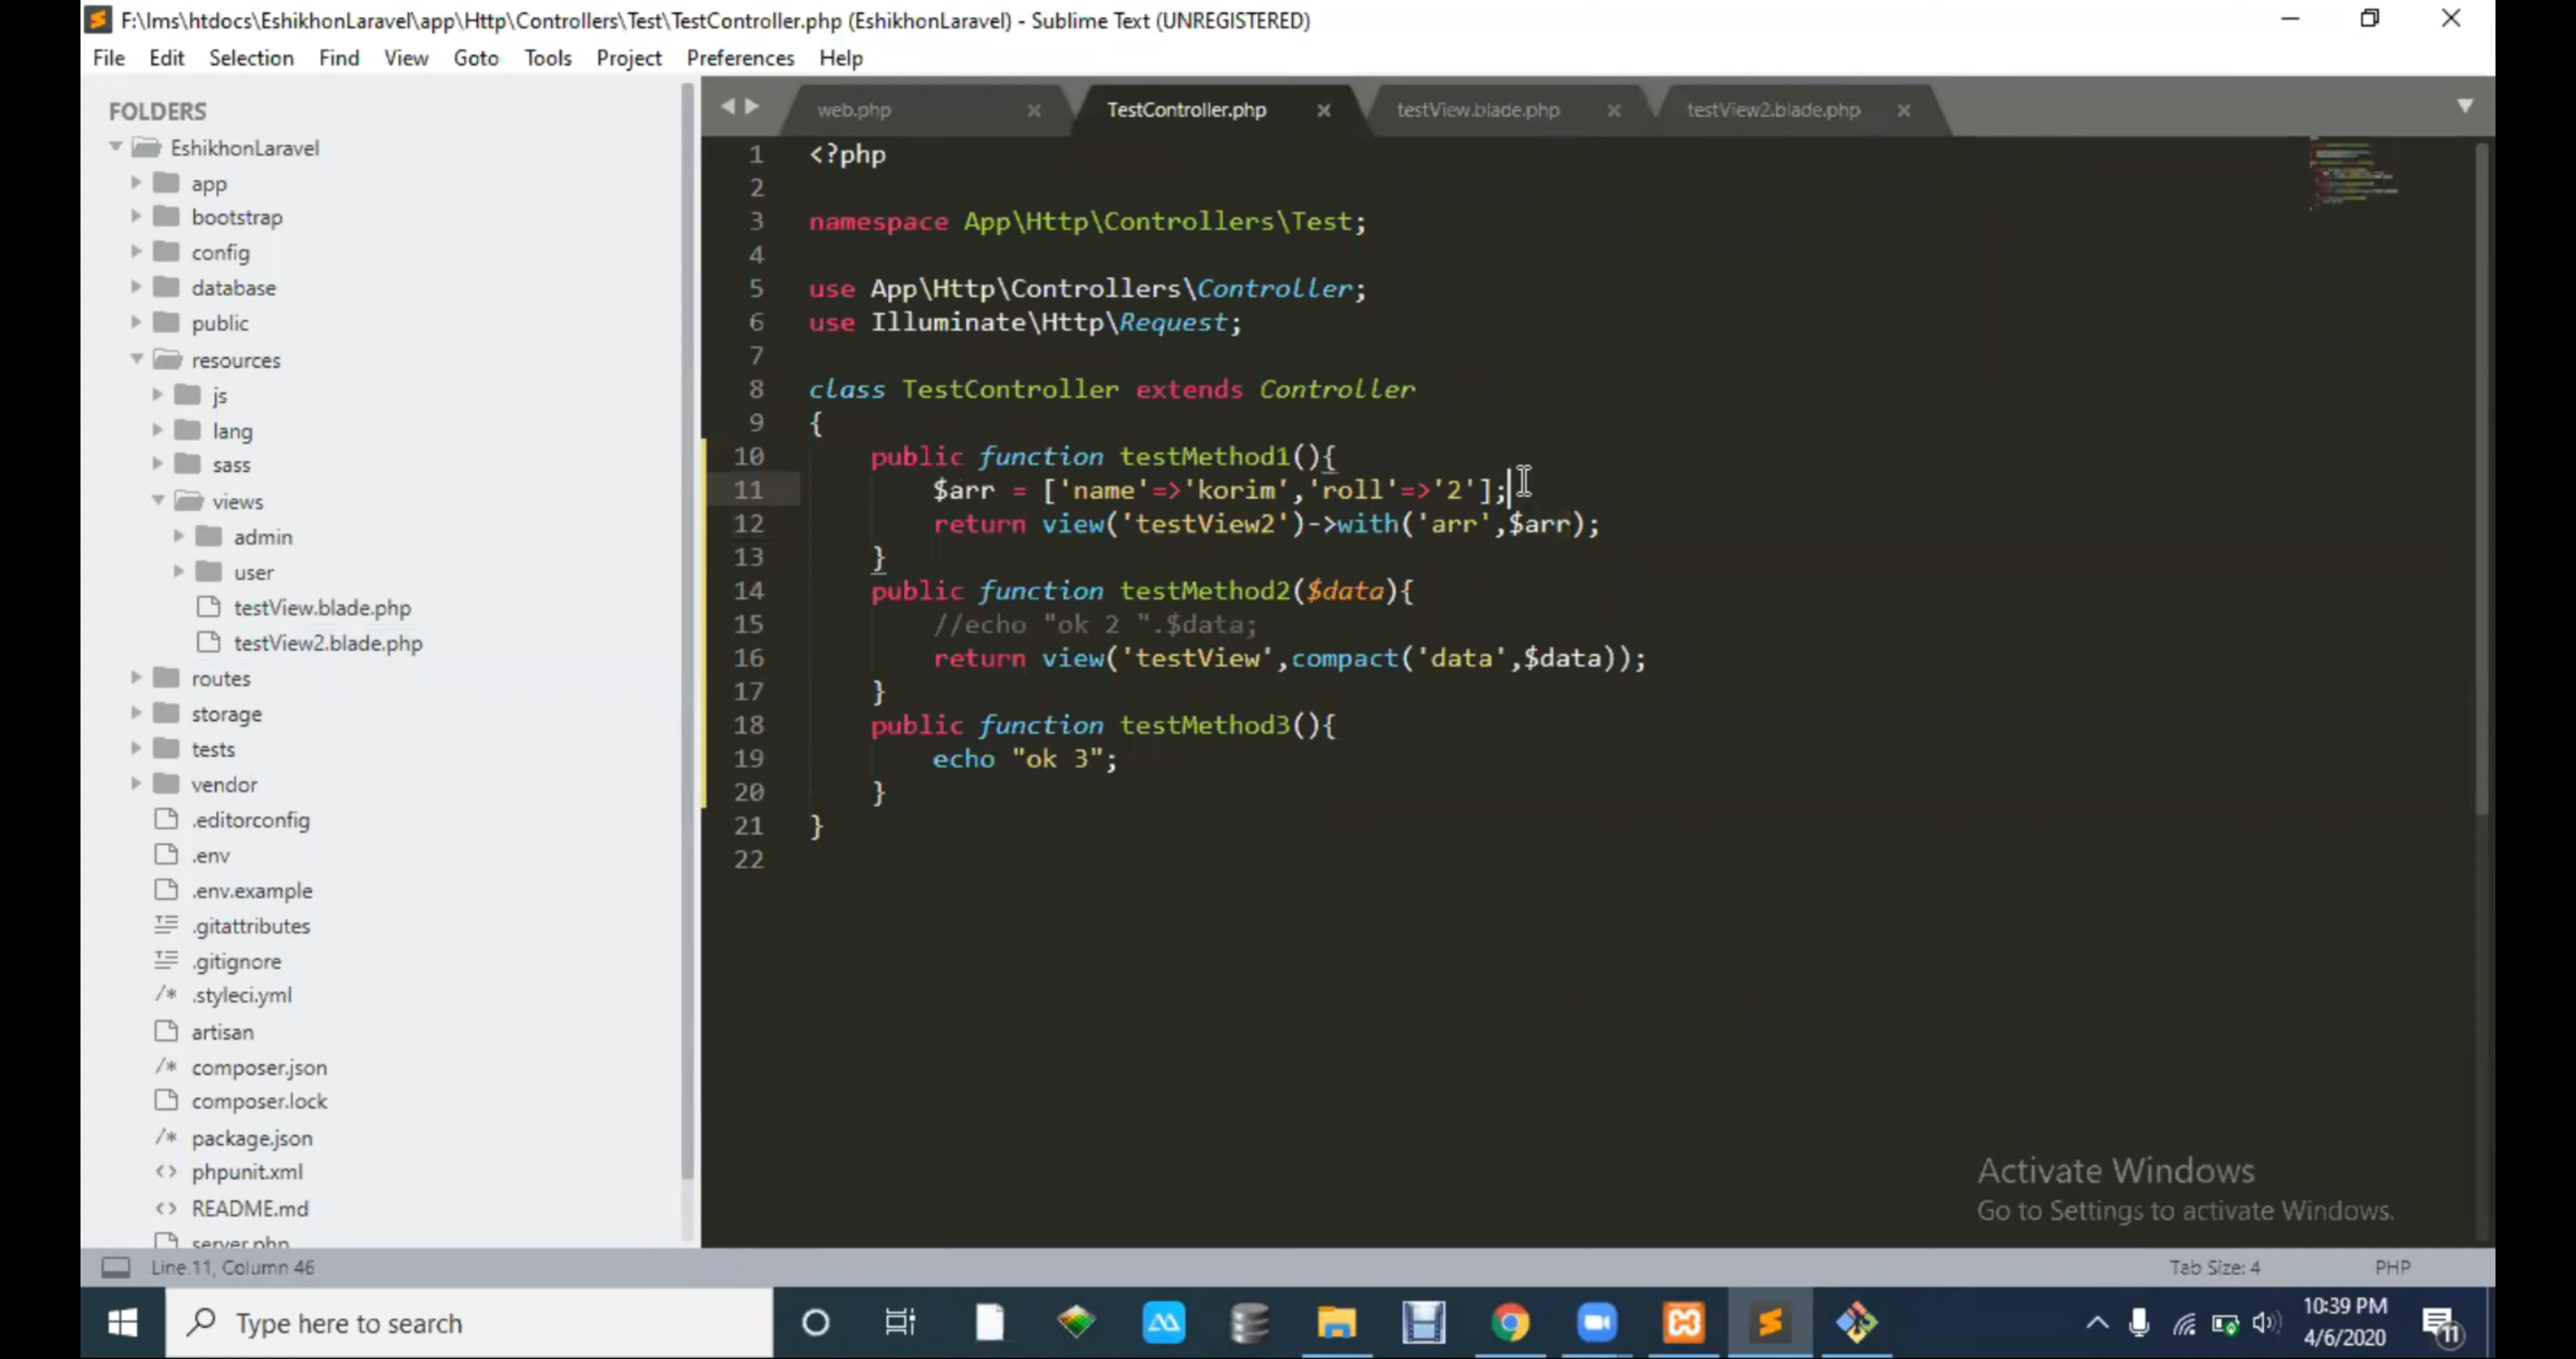 F:\lms\htdocs\EshikhonLaravel\app\Http\Controllers\Test\TestController.php (EshikhonLaravel) - Sublime Text (UNREGISTERED)
File Edit Selection Find View Goto Tools Project Preferences Help
FOLDERS
EshikhonLaravel
app
bootstrap
config
database
public
resources
js
lang
sass
views
admin
user
testView.blade.php
testView2.blade.php
routes
storage
tests
vendor
.editorconfig
.env
.env.example
.gitattributes
.gitignore
.styleci.yml
artisan
composer.json
composer.lock
package.json
phpunit.xml
README.md
server.php
web.php TestController.php testView.blade.php testView2.blade.php
1 <?php
2
3 namespace App\Http\Controllers\Test;
4
5 use App\Http\Controllers\Controller;
6 use Illuminate\Http\Request;
7
8 class TestController extends Controller
9 {
10 public function testMethod1(){
11 $arr = ['name'=>'korim','roll'=>'2'];
12 return view('testView2')->with('arr',$arr);
13 }
14 public function testMethod2($data){
15 //echo "ok 2 ".$data;
16 return view('testView',compact('data',$data));
17 }
18 public function testMethod3(){
19 echo "ok 3";
20 }
21 }
22
Activate Windows
Go to Settings to activate Windows.
Line 11, Column 46 Tab Size: 4 PHP
Type here to search
10:39 PM
4/6/2020
11